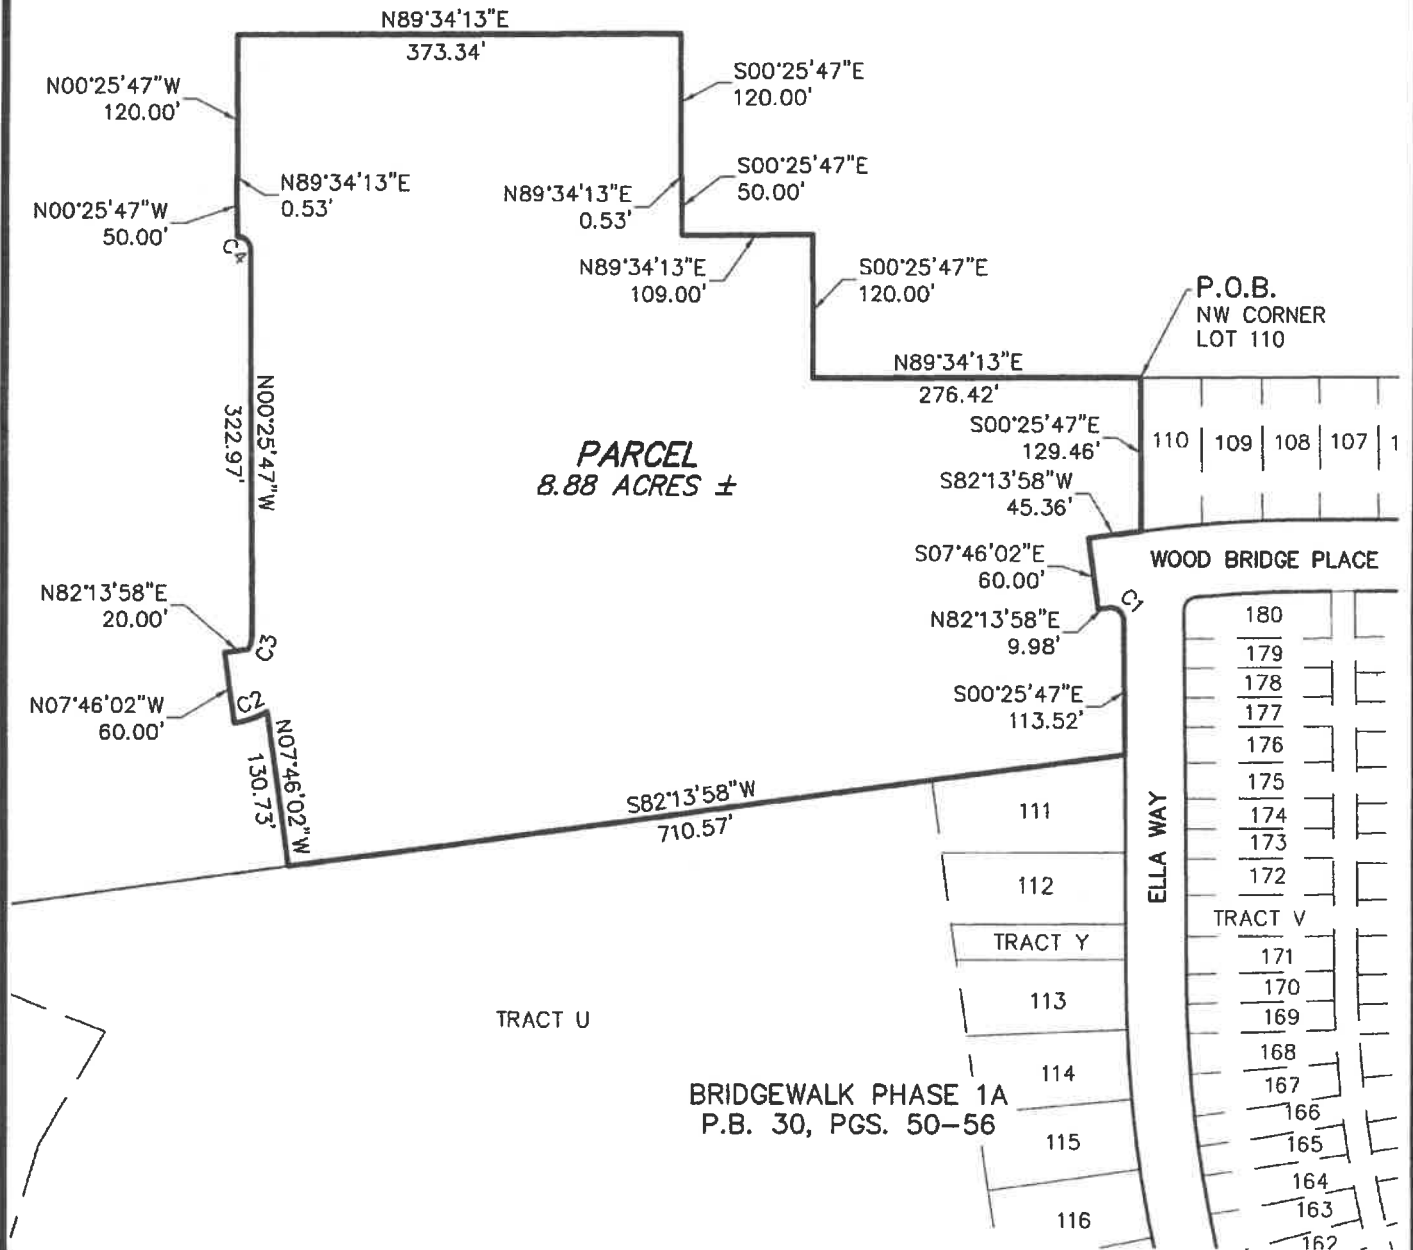 N89°34'13"E
373.34'
N00°25'47"W
120.00'
S00°25'47"E
120.00'
N89°34'13"E
0.53'
N00°25'47"W
50.00'
N89°34'13"E
0.53'
S00°25'47"E
50.00'
C4
N89°34'13"E
109.00'
S00°25'47"E
120.00'
P.O.B.
NW CORNER
LOT 110
N89°34'13"E
276.42'
N00°25'47"W
322.97'
PARCEL
8.88 ACRES ±
S00°25'47"E
129.46'
110
109
108
107
1
S82°13'58"W
45.36'
S07°46'02"E
60.00'
WOOD BRIDGE PLACE
C1
N82°13'58"E
9.98'
N82°13'58"E
20.00'
C3
N07°46'02"W
60.00'
C2
N07°46'02"W
130.73'
S00°25'47"E
113.52'
S82°13'58"W
710.57'
180
179
178
177
176
175
174
173
172
TRACT V
171
170
169
168
167
166
165
164
163
162
ELLA WAY
111
112
TRACT Y
113
114
115
116
TRACT U
BRIDGEWALK PHASE 1A
P.B. 30, PGS. 50-56